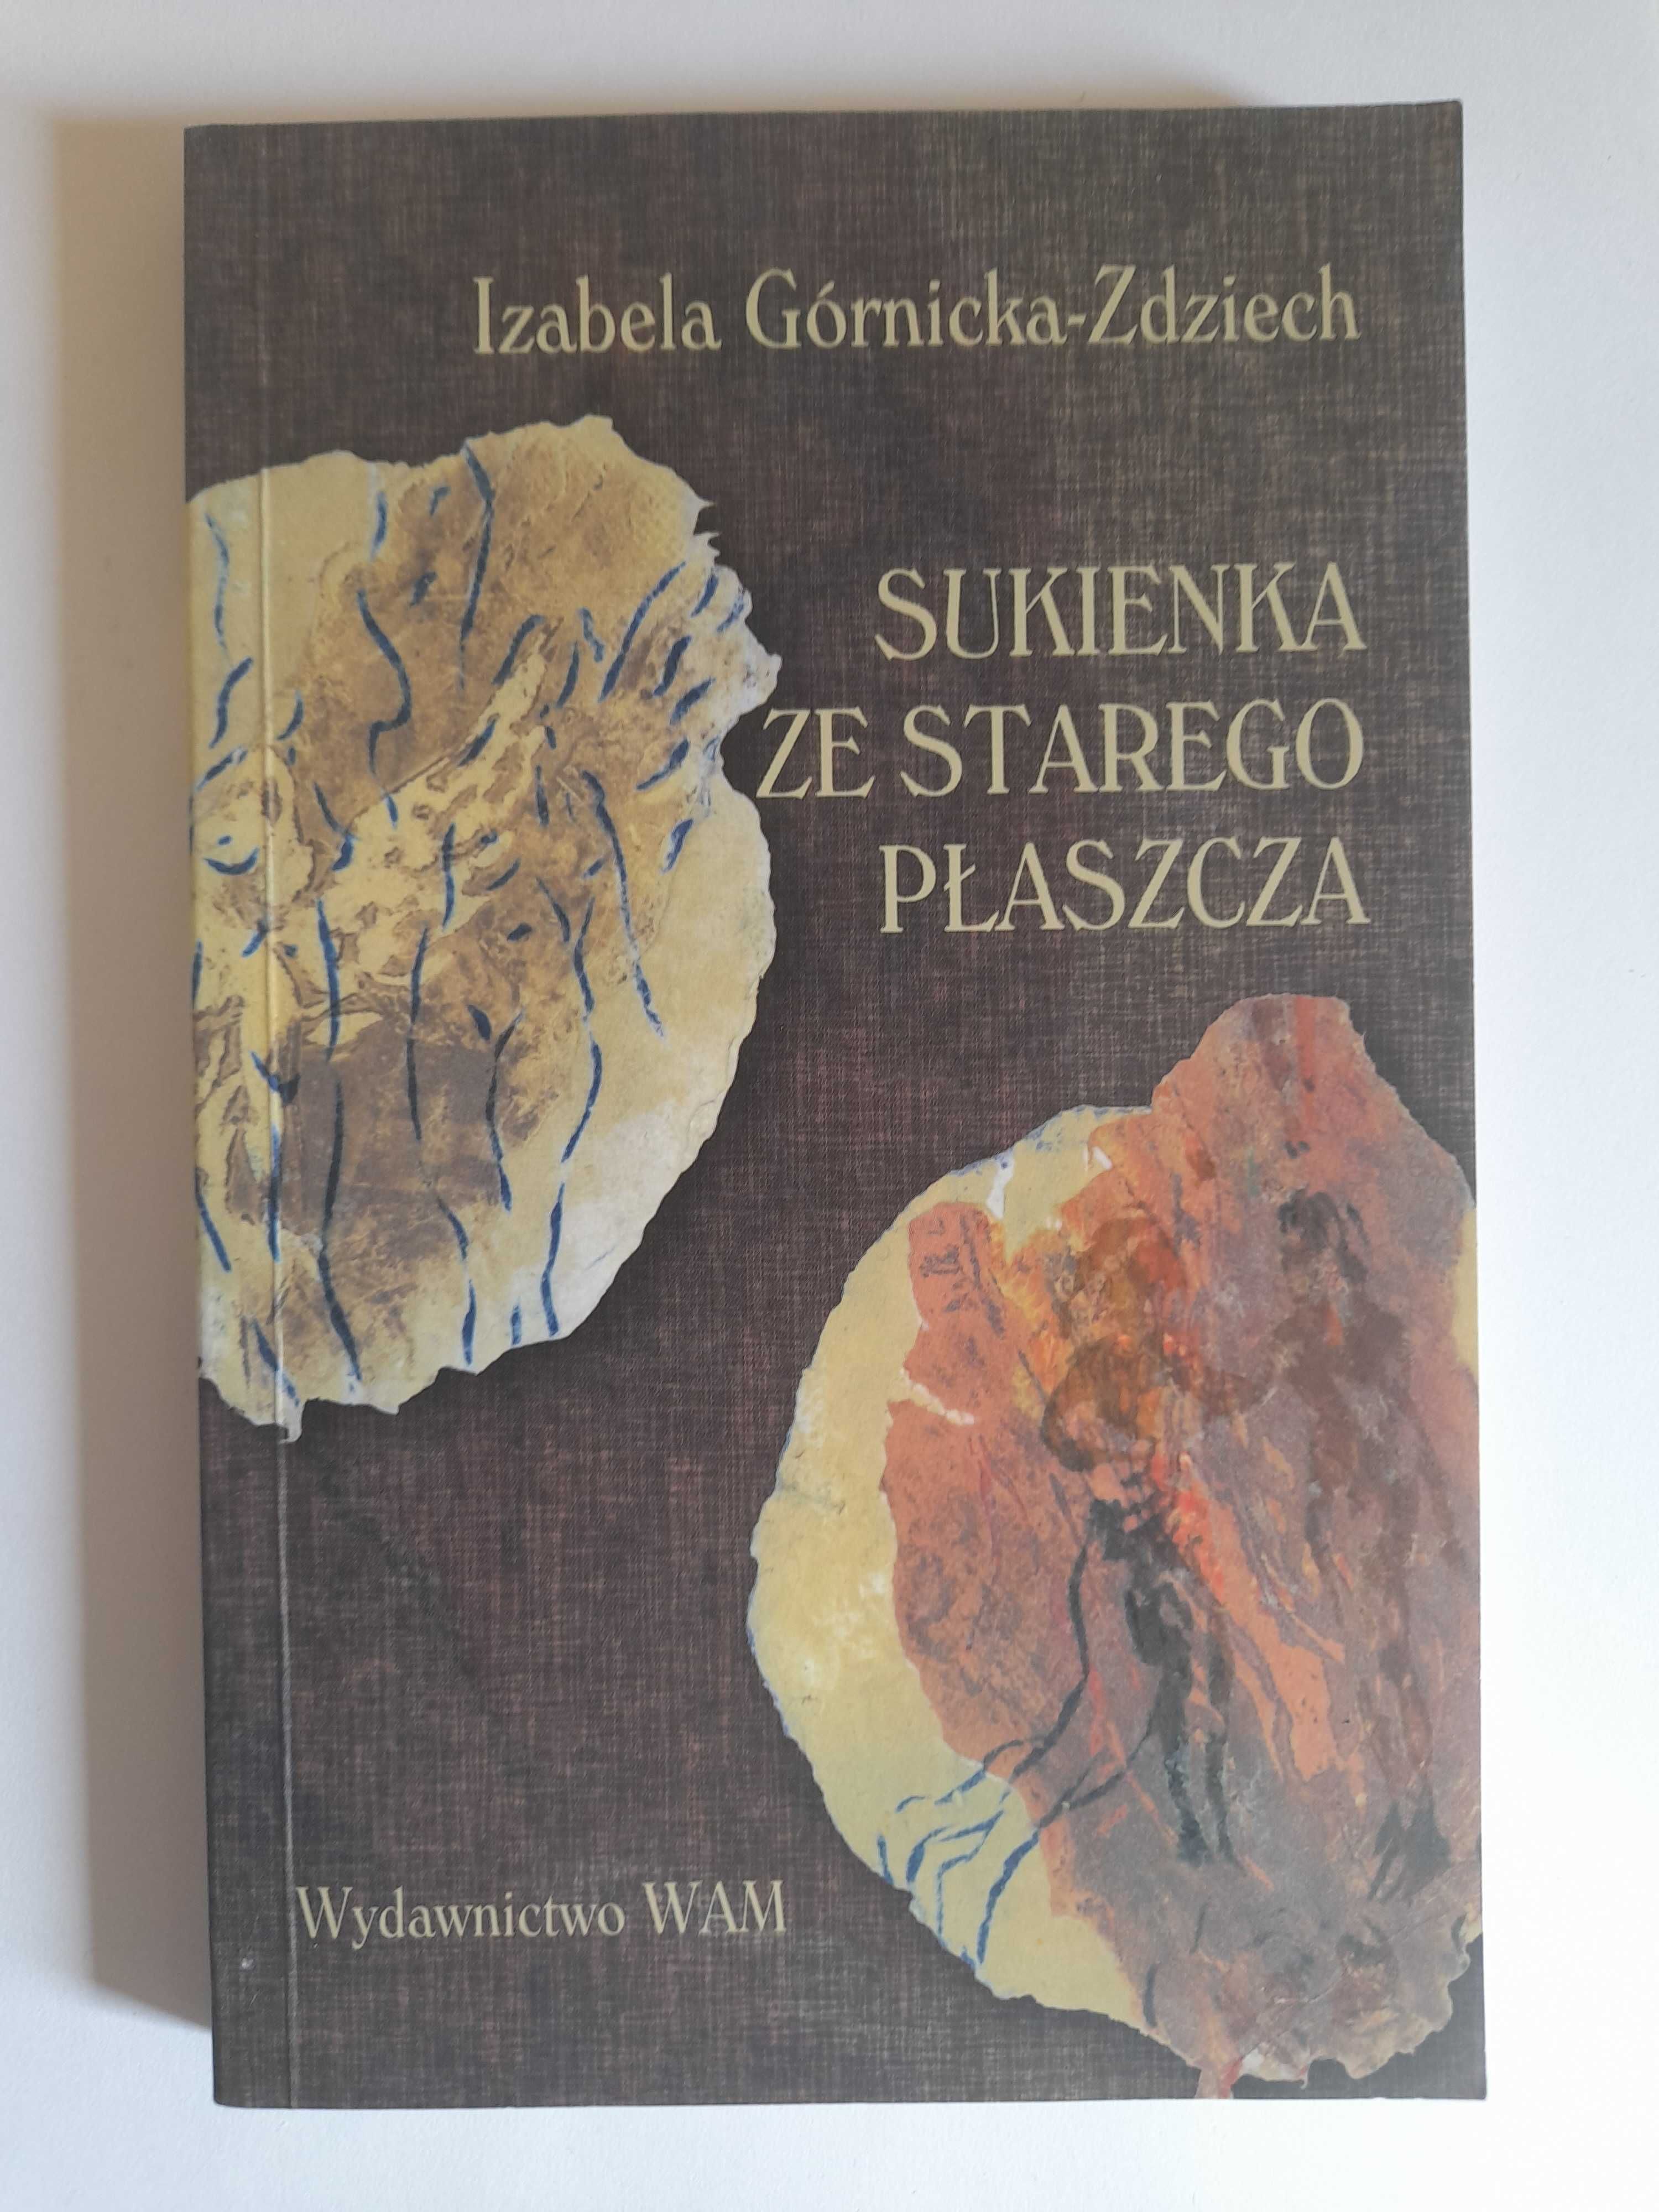 Izabela Górnicka-Zdziech
SUKIENKA
ZE STAREGO
PŁASZCZA
Wydawnictwo WAM